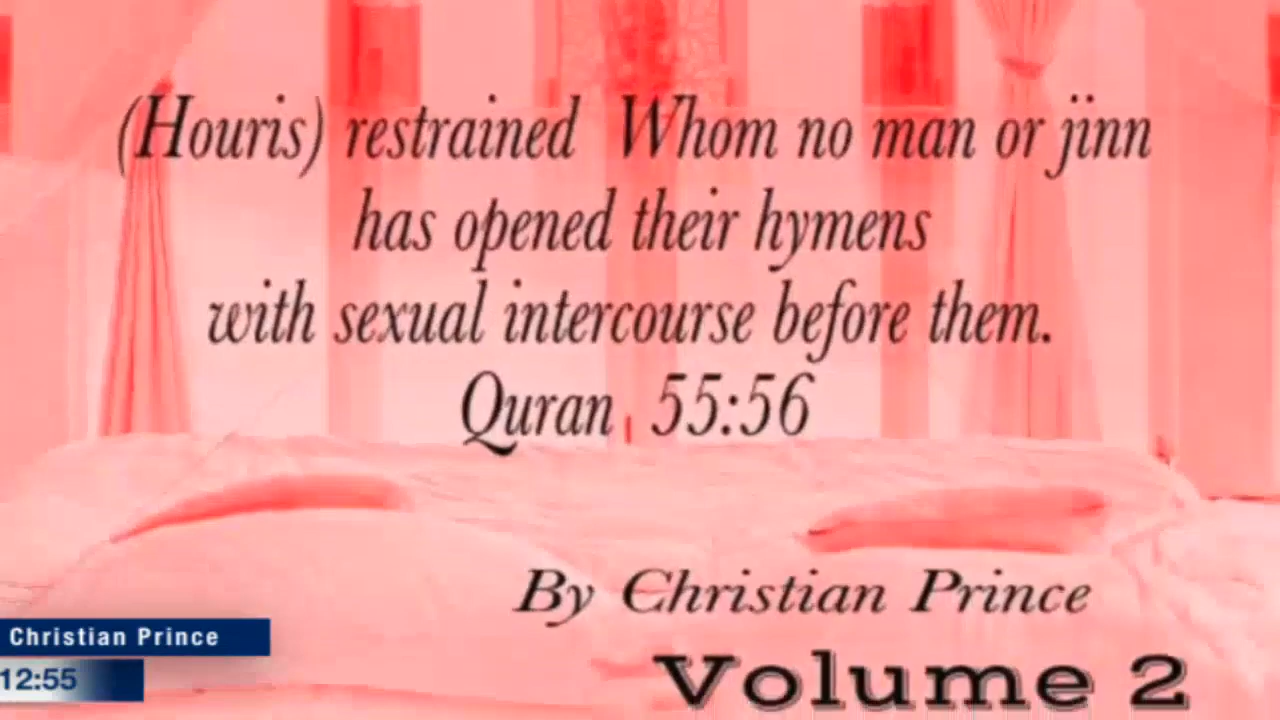 (Houris) restrained Whom no man or jinn
has opened their hymens
with sexual intercourse before them.
Quran 55:56
By Christian Prince
Volume 2
Christian Prince
12:55